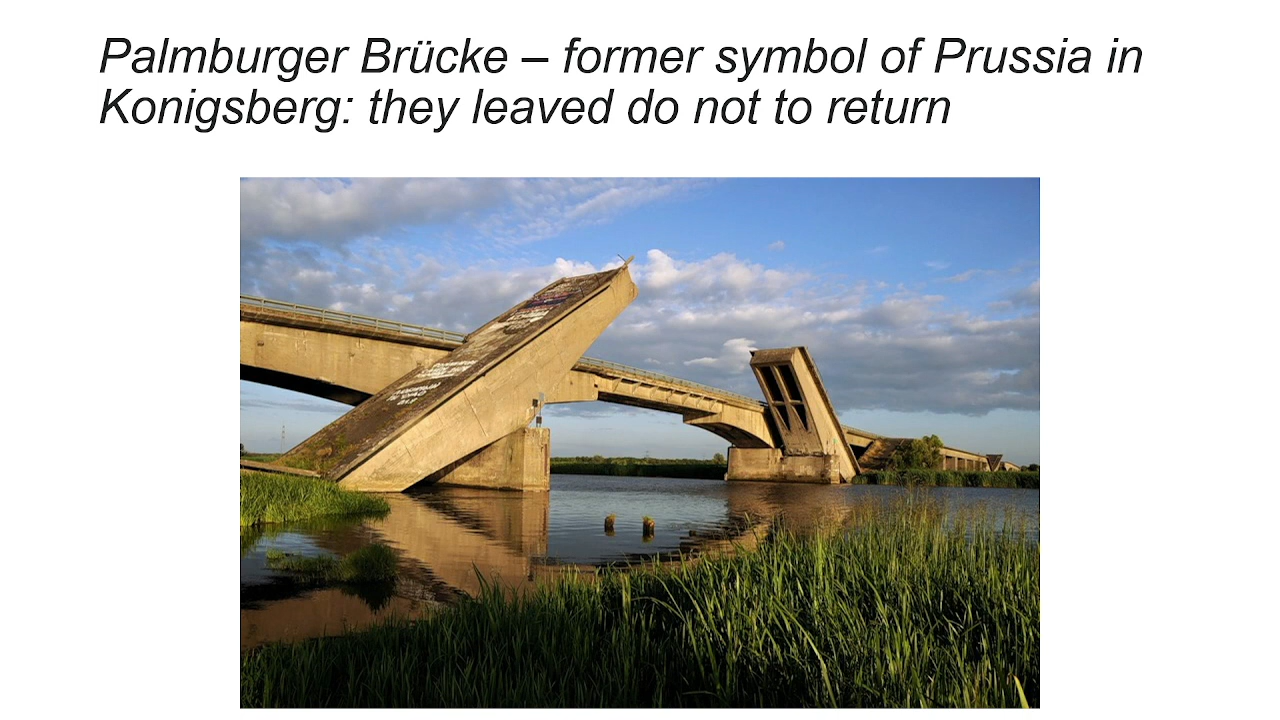 Palmburger Brücke – former symbol of Prussia in
Konigsberg: they leaved do not to return